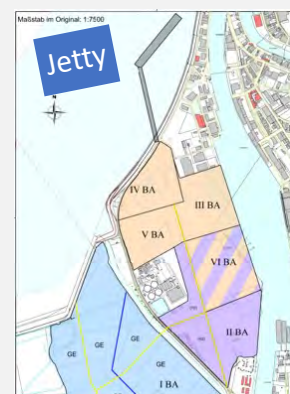 Maßstab im Original: 1:7500
Jetty
N
IV BA
III BA
V BA
VI BA
II BA
GE
GE
GE
GE
I BA